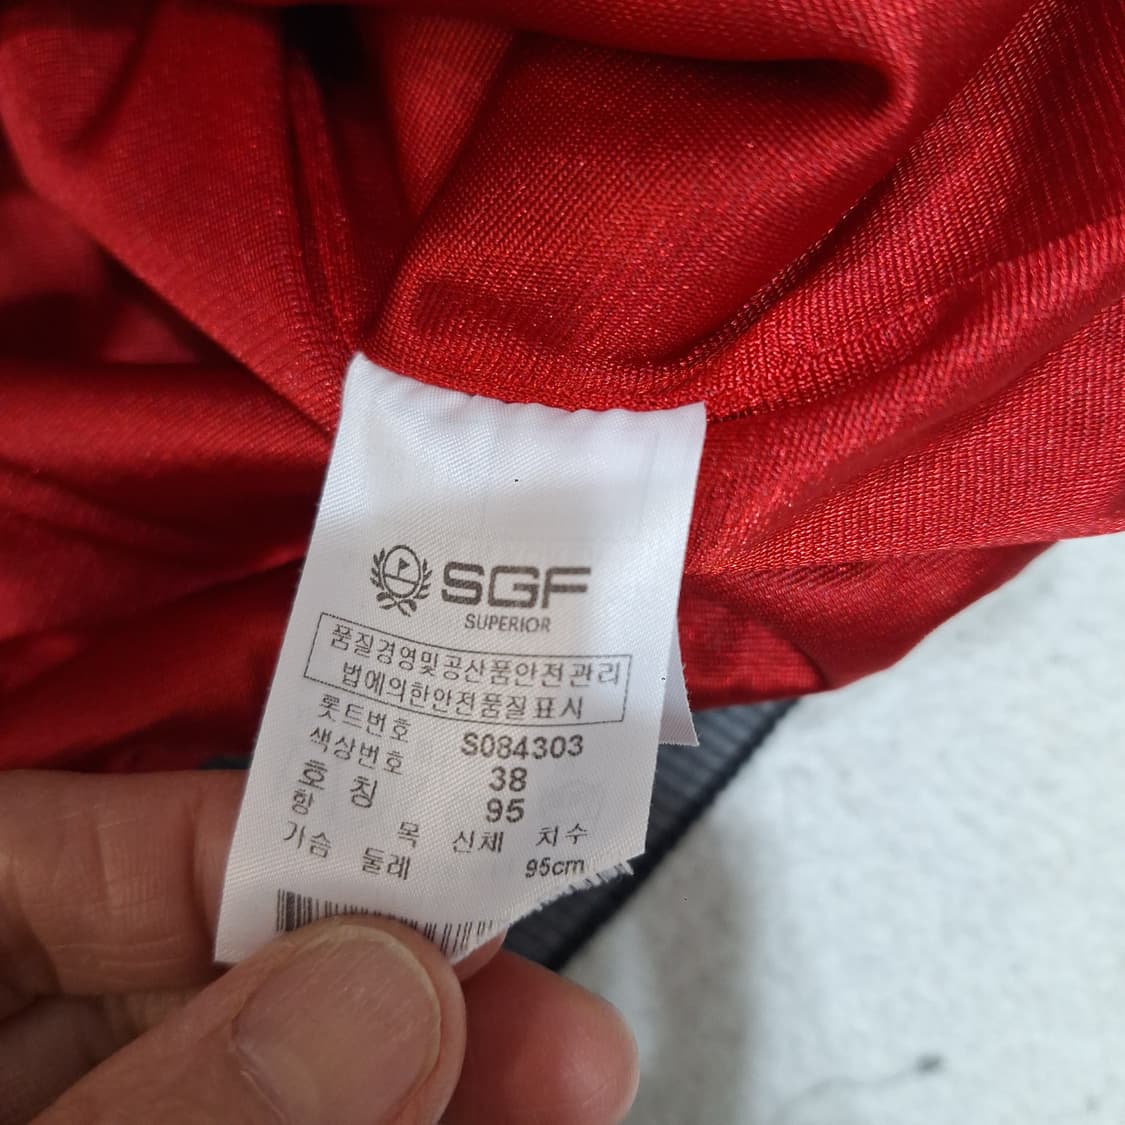 SGF
SUPERIOR
품질경영및공산품안전관리
법에의한안전품질표시
롯드번호 S084303
색상번호 38
호 칭 95
항 목 신체 치수
가슴 둘레 95cm